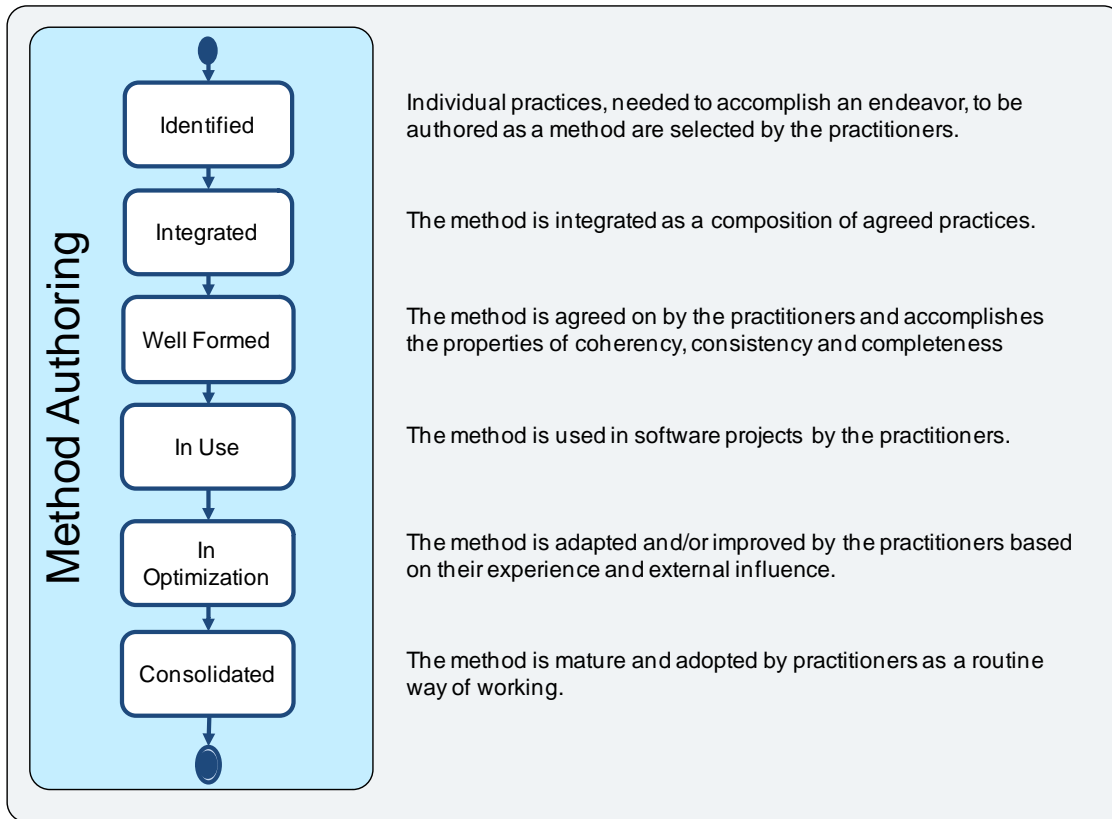 Method Authoring
Identified
Individual practices, needed to accomplish an endeavor, to be
authored as a method are selected by the practitioners.
Integrated
The method is integrated as a composition of agreed practices.
Well Formed
The method is agreed on by the practitioners and accomplishes
the properties of coherency, consistency and completeness
In Use
The method is used in software projects by the practitioners.
In
Optimization
The method is adapted and/or improved by the practitioners based
on their experience and external influence.
Consolidated
The method is mature and adopted by practitioners as a routine
way of working.